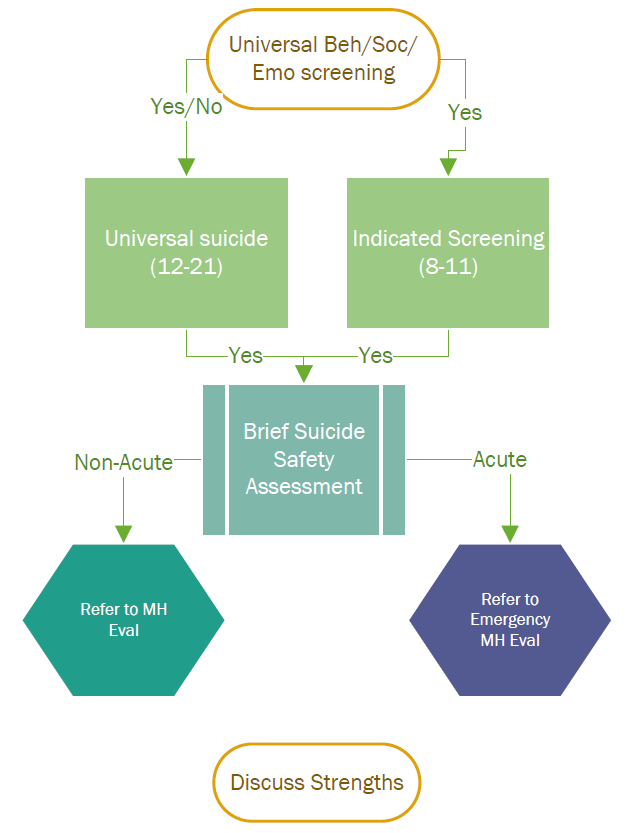 Universal Beh/Soc/
Emo screening
Yes/No
Yes
Universal suicide
(12-21)
Indicated Screening
(8-11)
Yes
Yes
Brief Suicide
Safety
Assessment
Non-Acute
Acute
Refer to MH
Eval
Refer to
Emergency
MH Eval
Discuss Strengths